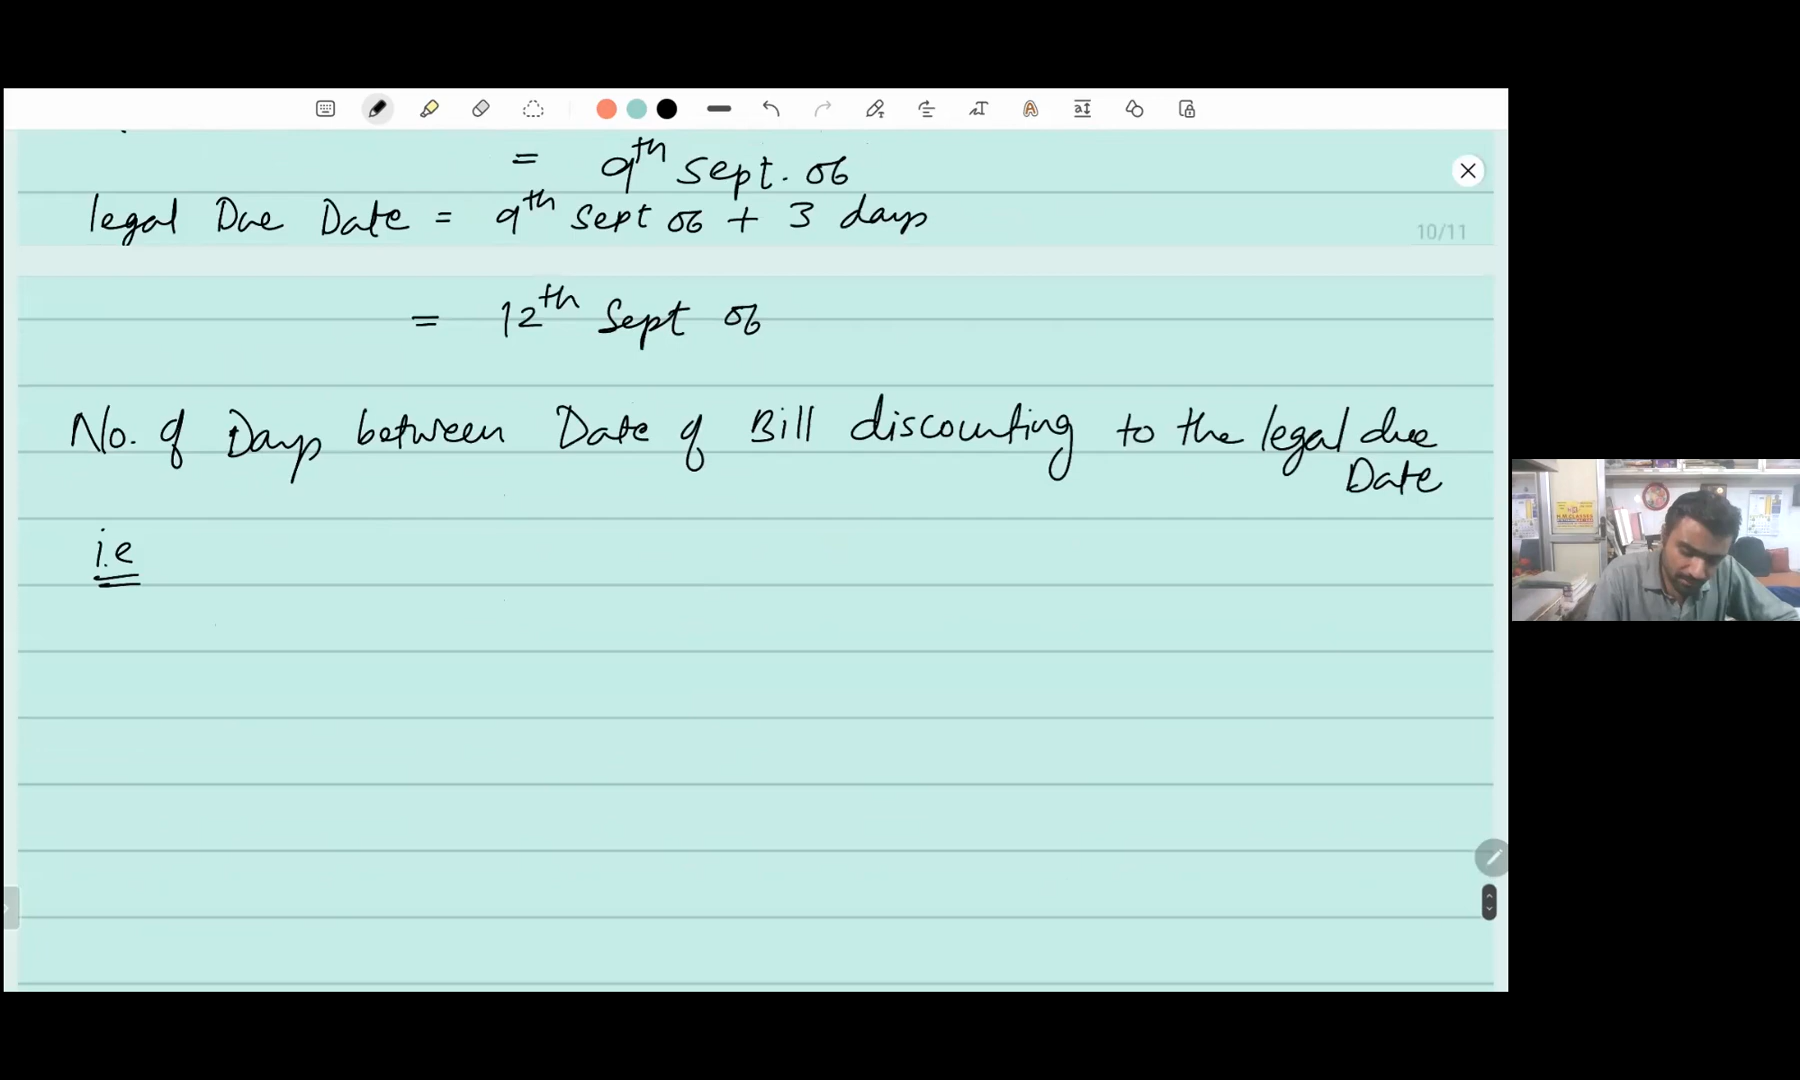 = 9th Sept. 06
legal Due Date = 9th Sept 06 + 3 days
10/11
= 12th Sept 06
No. of Days between Date of Bill discounting to the legal due
Date
i.e